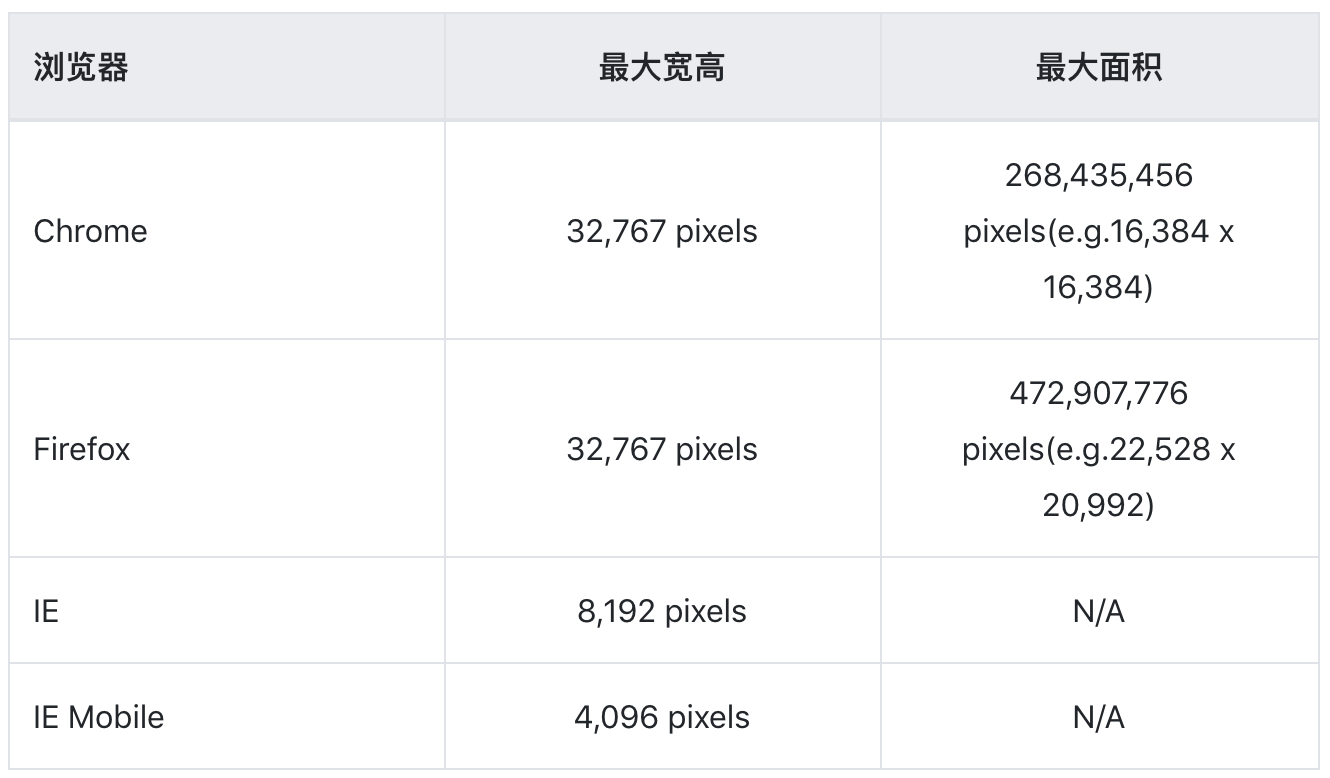 浏览器 最大宽高 最大面积
Chrome 32,767 pixels 268,435,456
pixels(e.g.16,384 x
16,384)
Firefox 32,767 pixels 472,907,776
pixels(e.g.22,528 x
20,992)
IE 8,192 pixels N/A
IE Mobile 4,096 pixels N/A